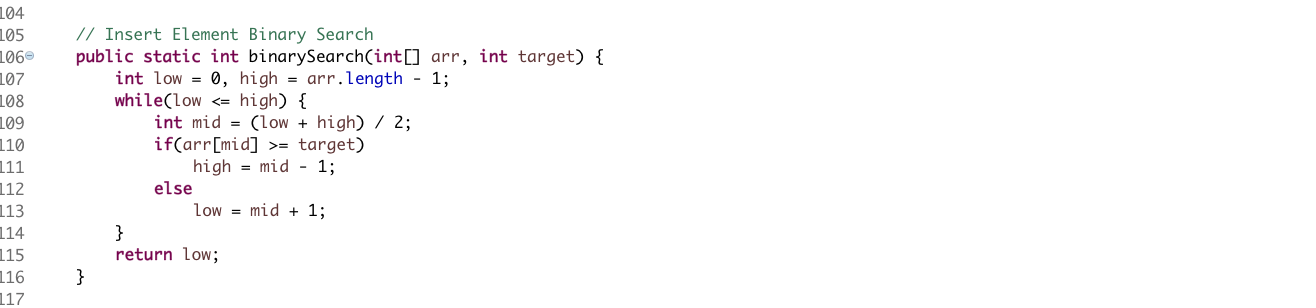 104
105 // Insert Element Binary Search
106 public static int binarySearch(int[] arr, int target) {
107 int low = 0, high = arr.length - 1;
108 while(low <= high) {
109 int mid = (low + high) / 2;
110 if(arr[mid] >= target)
111 high = mid - 1;
112 else
113 low = mid + 1;
114 }
115 return low;
116 }
117